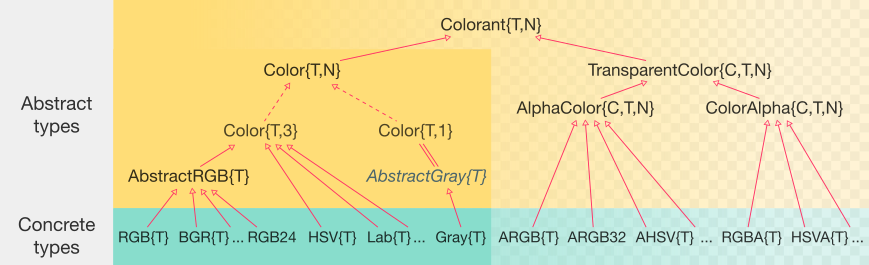 Colorant{T,N}
Color{T,N}
TransparentColor{C,T,N}
Abstract
types
AlphaColor{C,T,N}
ColorAlpha{C,T,N}
Color{T,3}
Color{T,1}
AbstractRGB{T}
AbstractGray{T}
Concrete
types
RGB{T} BGR{T} ... RGB24 HSV{T} Lab{T} ... Gray{T} ARGB{T} ARGB32 AHSV{T} ... RGBA{T} HSVA{T} ...